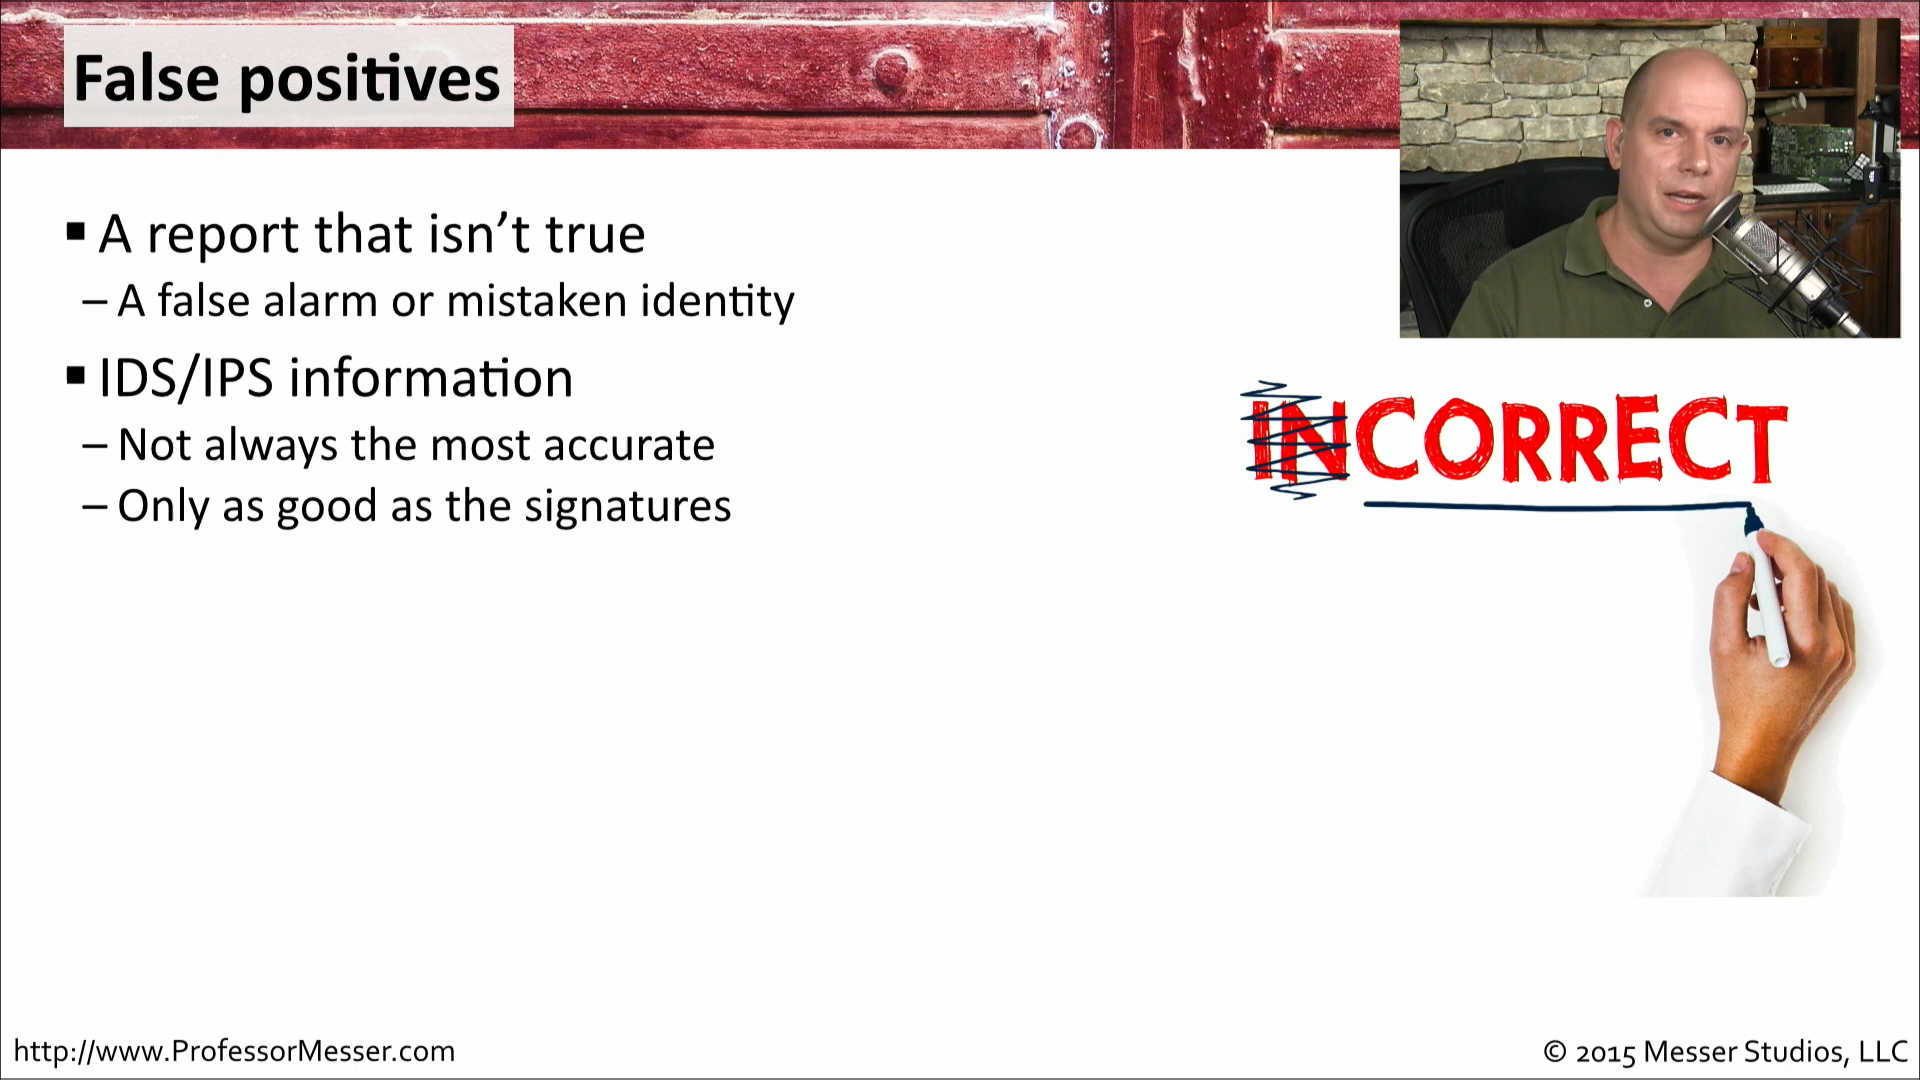 False positives
▪ A report that isn’t true
– A false alarm or mistaken identity
▪ IDS/IPS information
– Not always the most accurate
– Only as good as the signatures
INCORRECT
http://www.ProfessorMesser.com
© 2015 Messer Studios, LLC